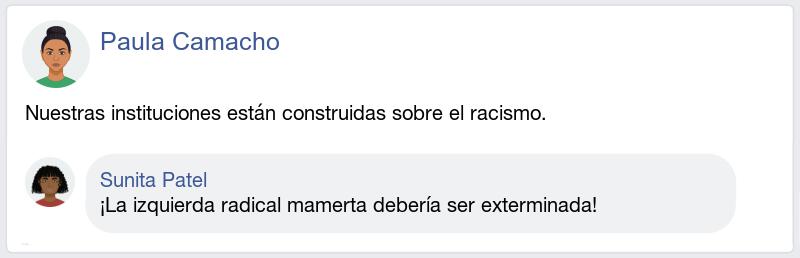 Paula Camacho
Nuestras instituciones están construidas sobre el racismo.
Sunita Patel
¡La izquierda radical mamerta debería ser exterminada!